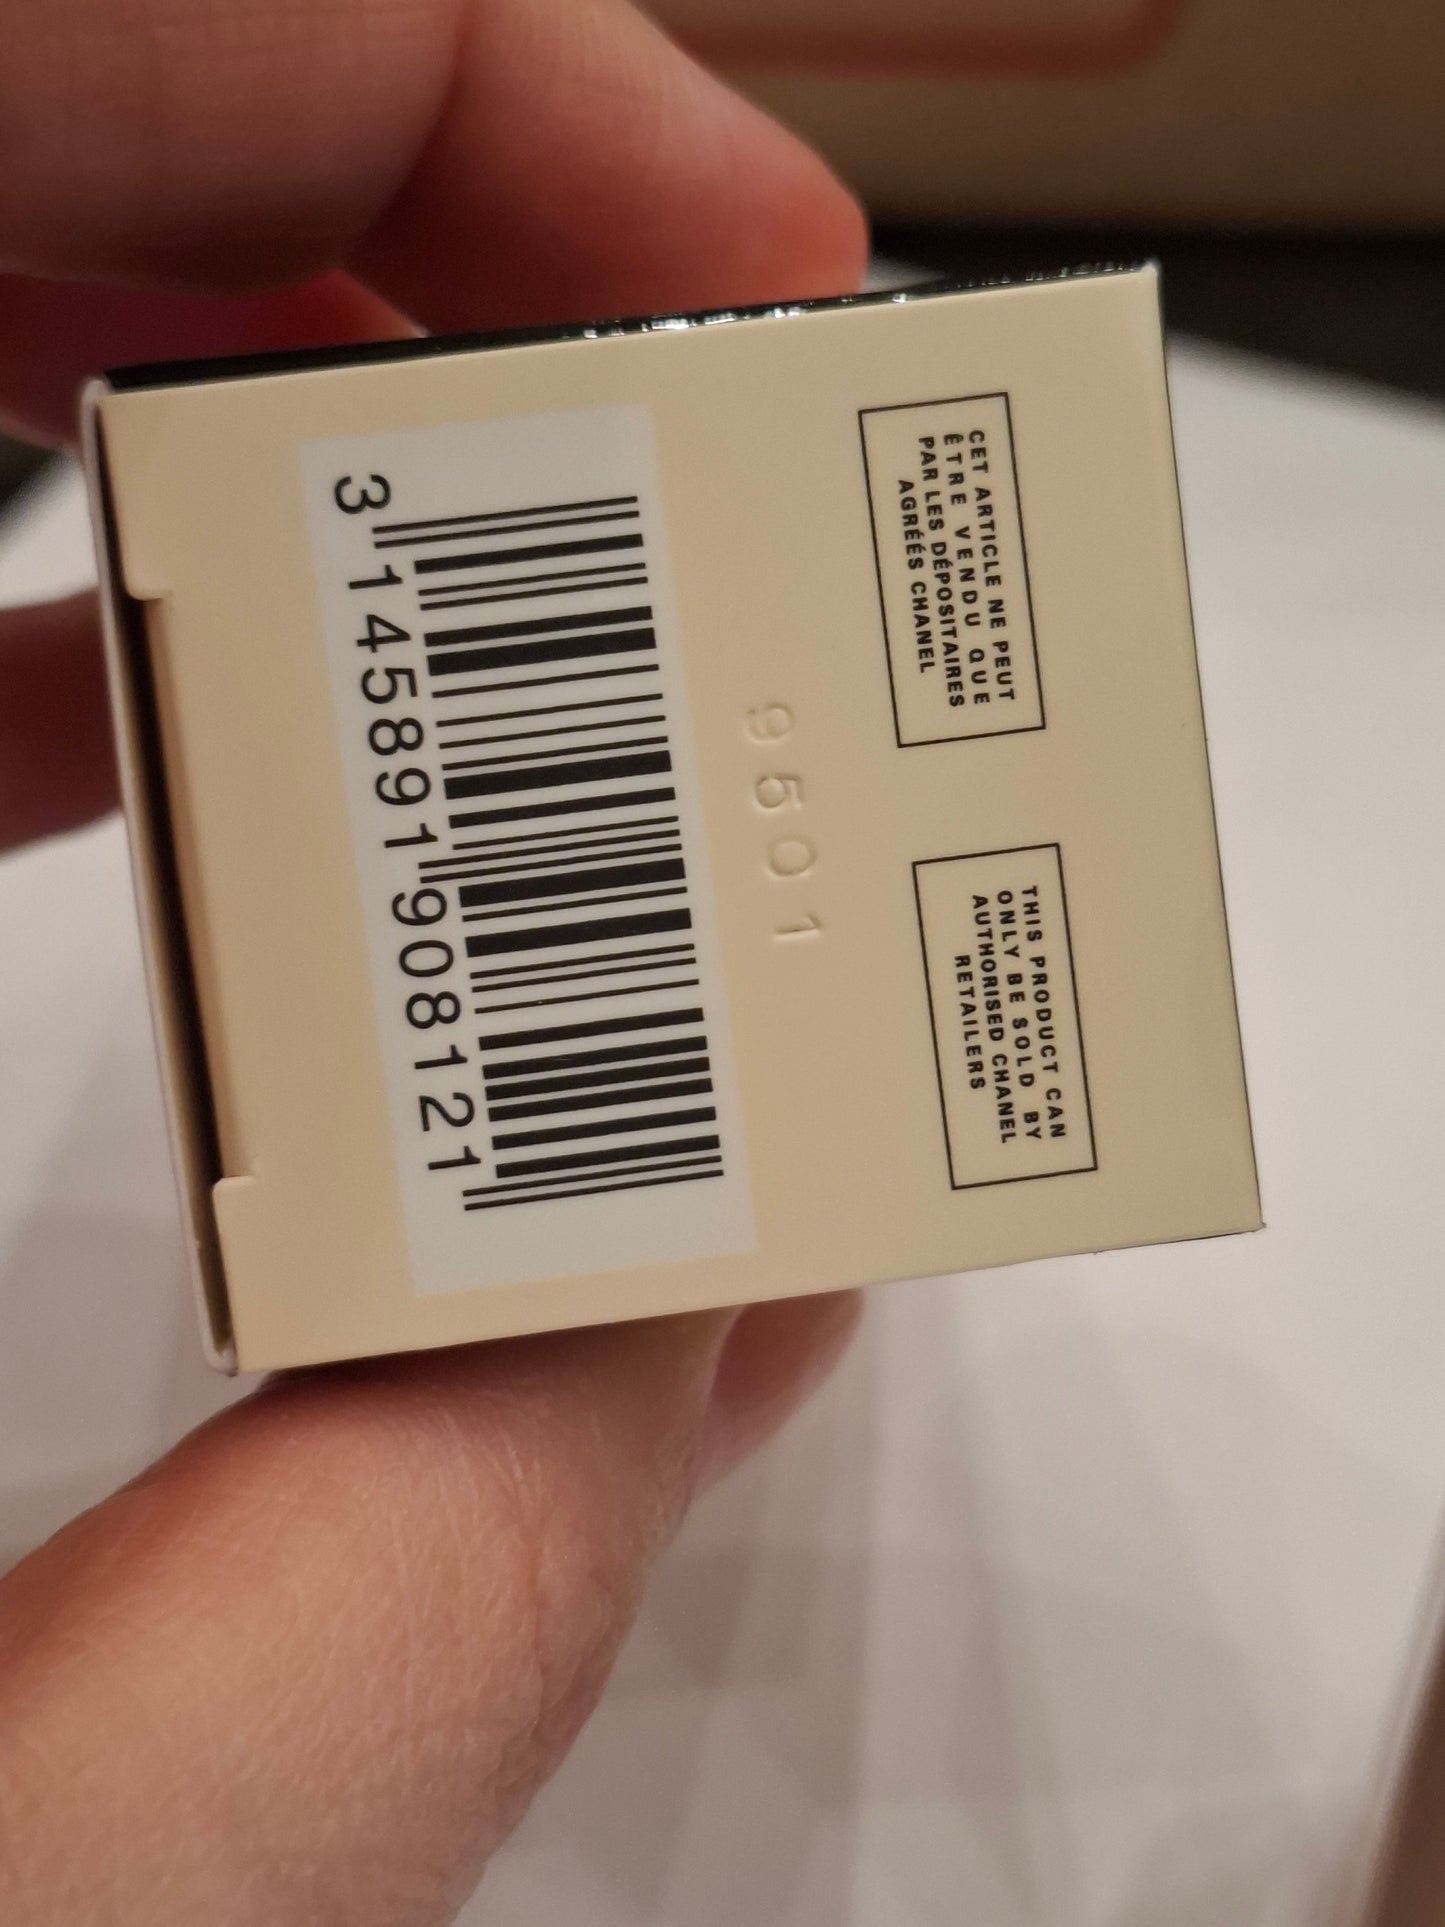 CET ARTICLE NE PEUT
ÊTRE VENDU QUE
PAR LES DÉPOSITAIRES
AGRÉÉS CHANEL
THIS PRODUCT CAN
ONLY BE SOLD BY
AUTHORISED CHANEL
RETAILERS
9501
3 145891 908121